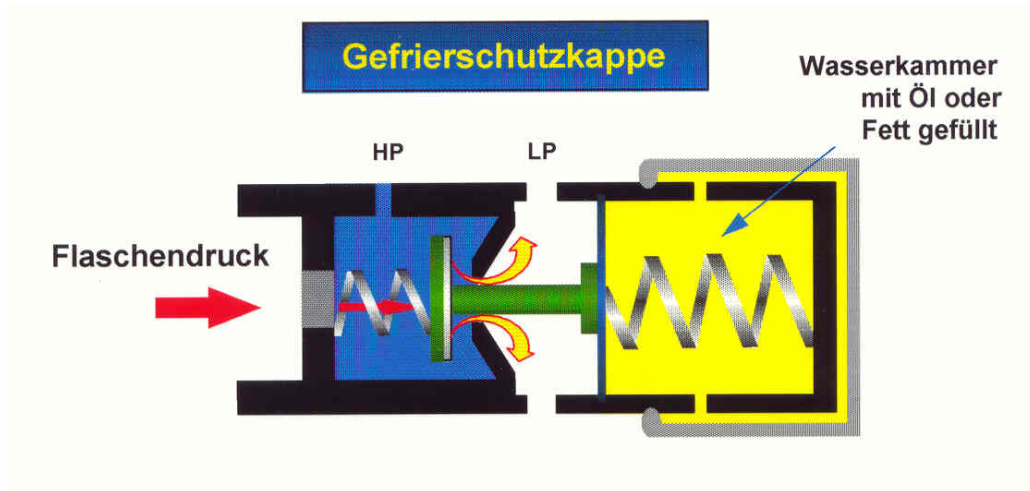 Gefrierschutzkappe
Wasserkammer
mit Öl oder
Fett gefüllt
HP
LP
Flaschendruck